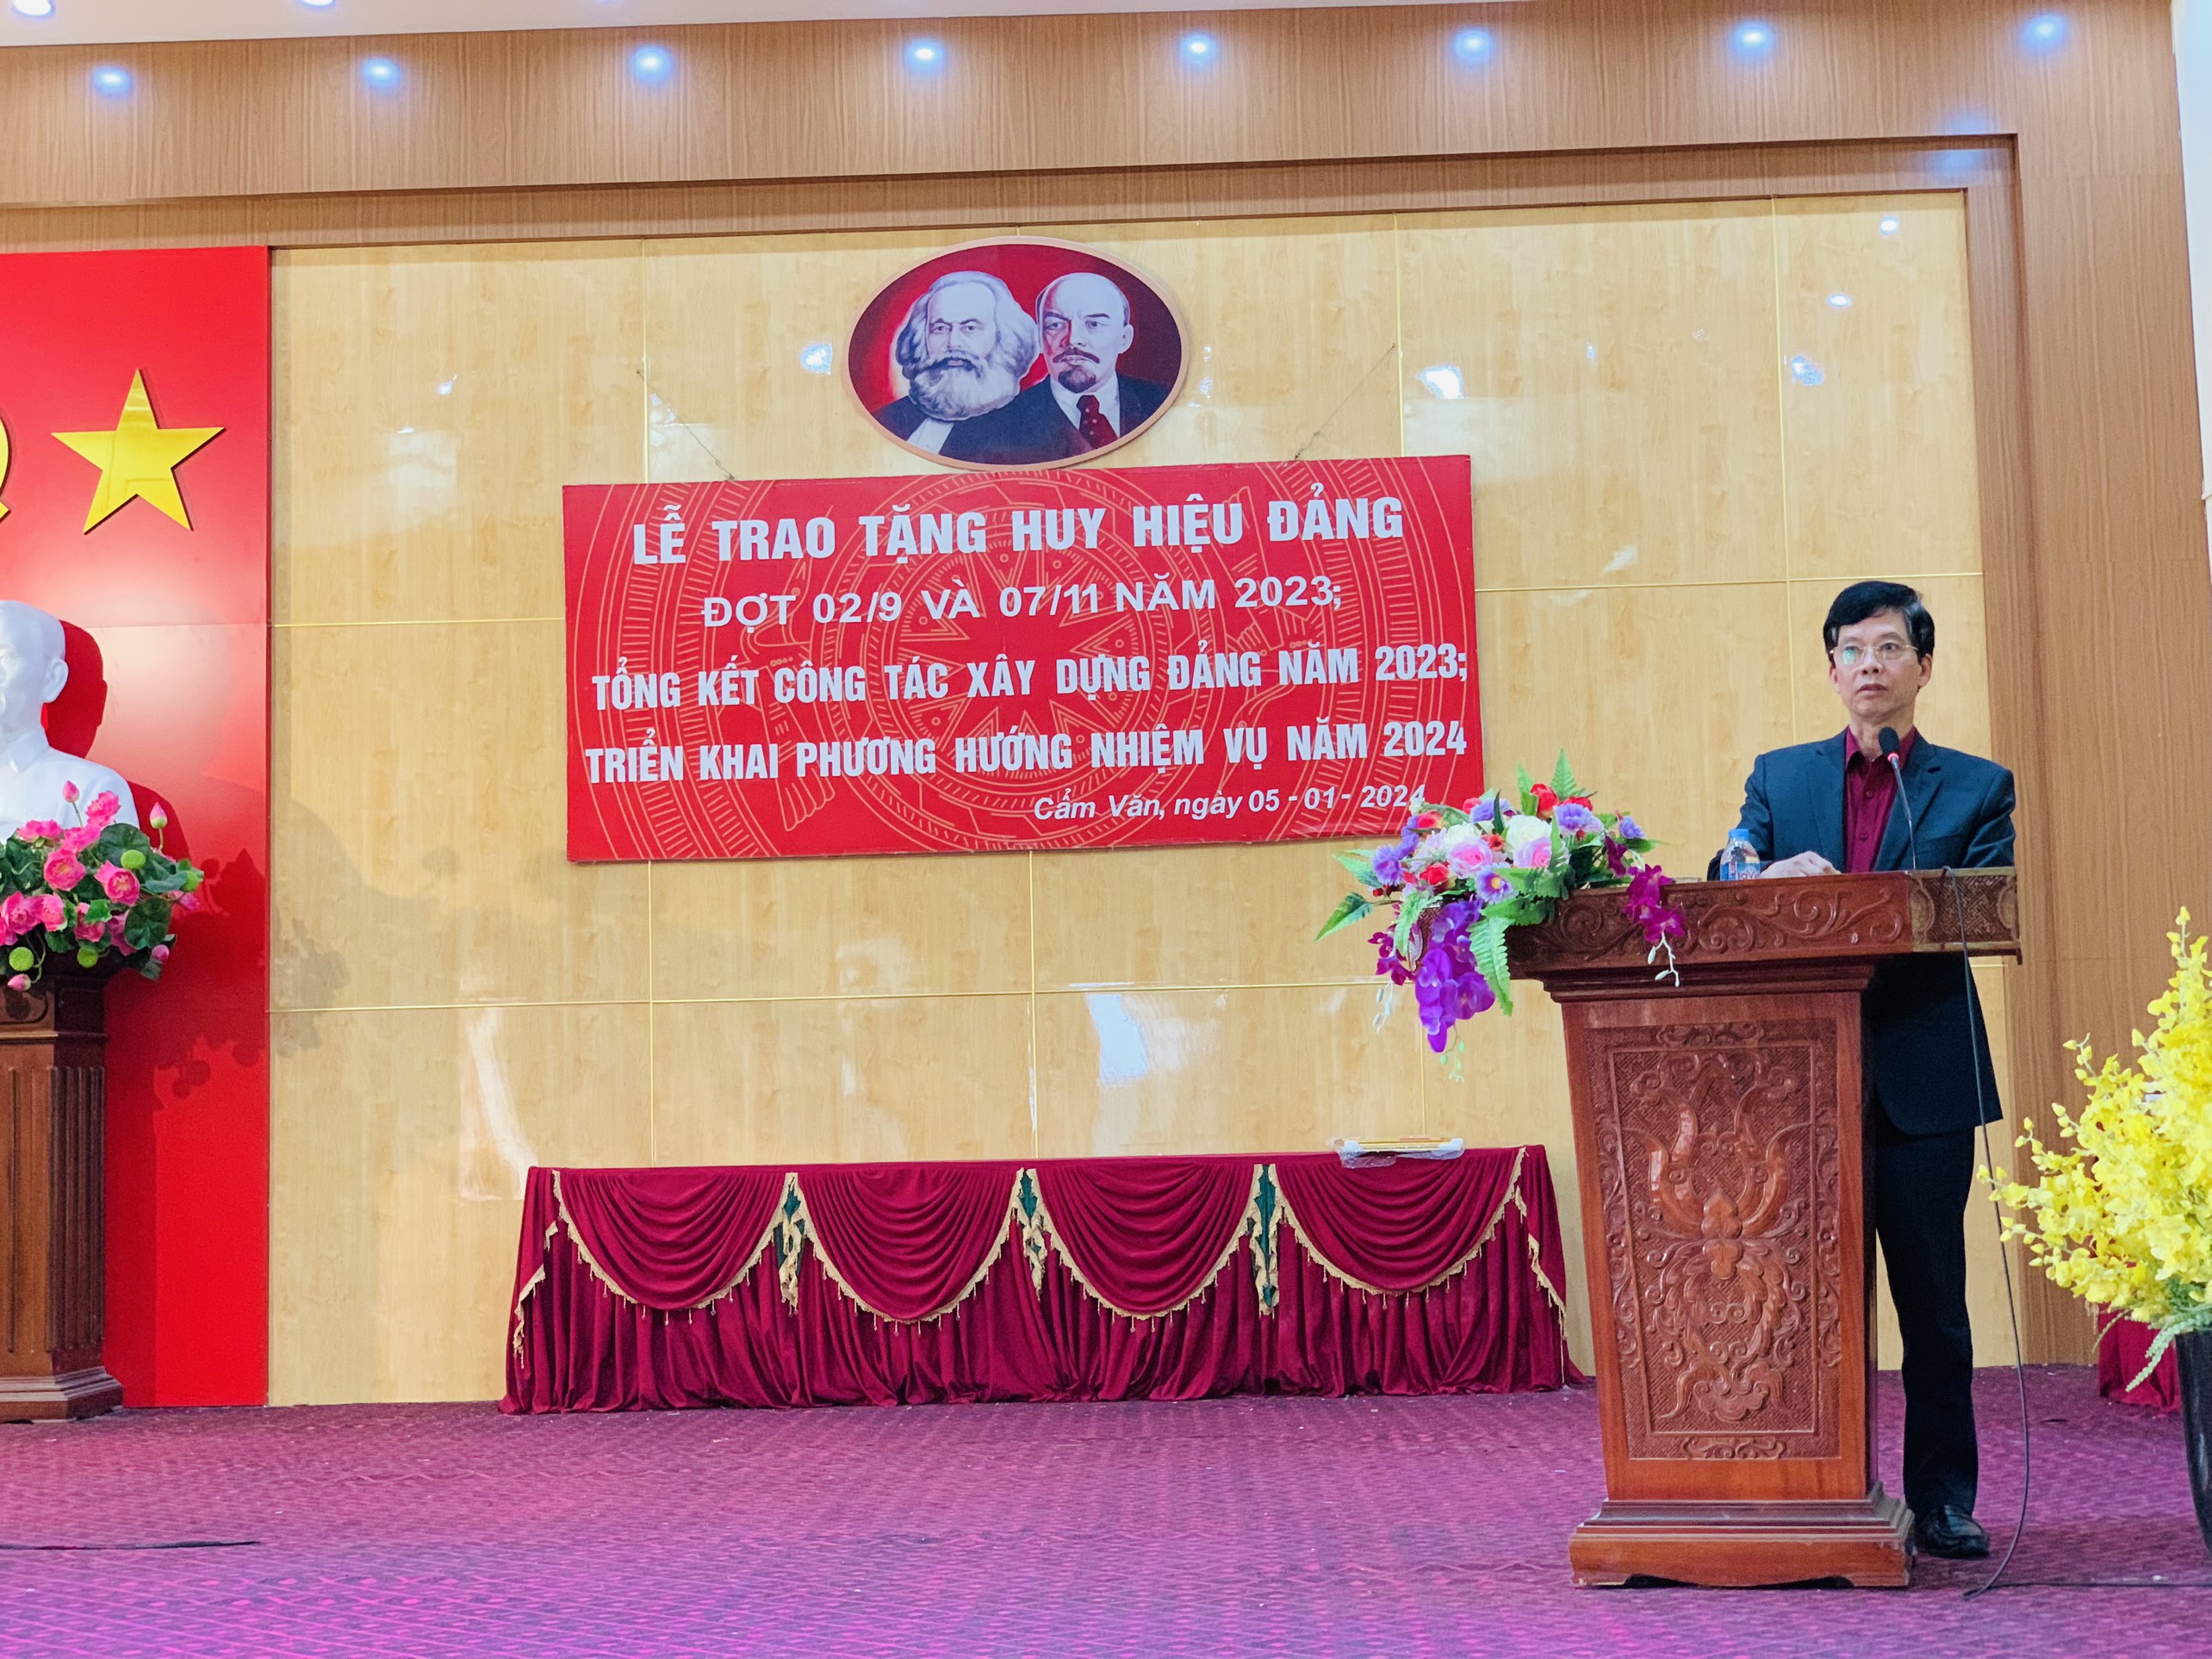 LỄ TRAO TẶNG HUY HIỆU ĐẢNG
ĐỢT 02/9 VÀ 07/11 NĂM 2023;
TỔNG KẾT CÔNG TÁC XÂY DỰNG ĐẢNG NĂM 2023;
TRIỂN KHAI PHƯƠNG HƯỚNG NHIỆM VỤ NĂM 2024
Cẩm Văn, ngày 05-01-2024